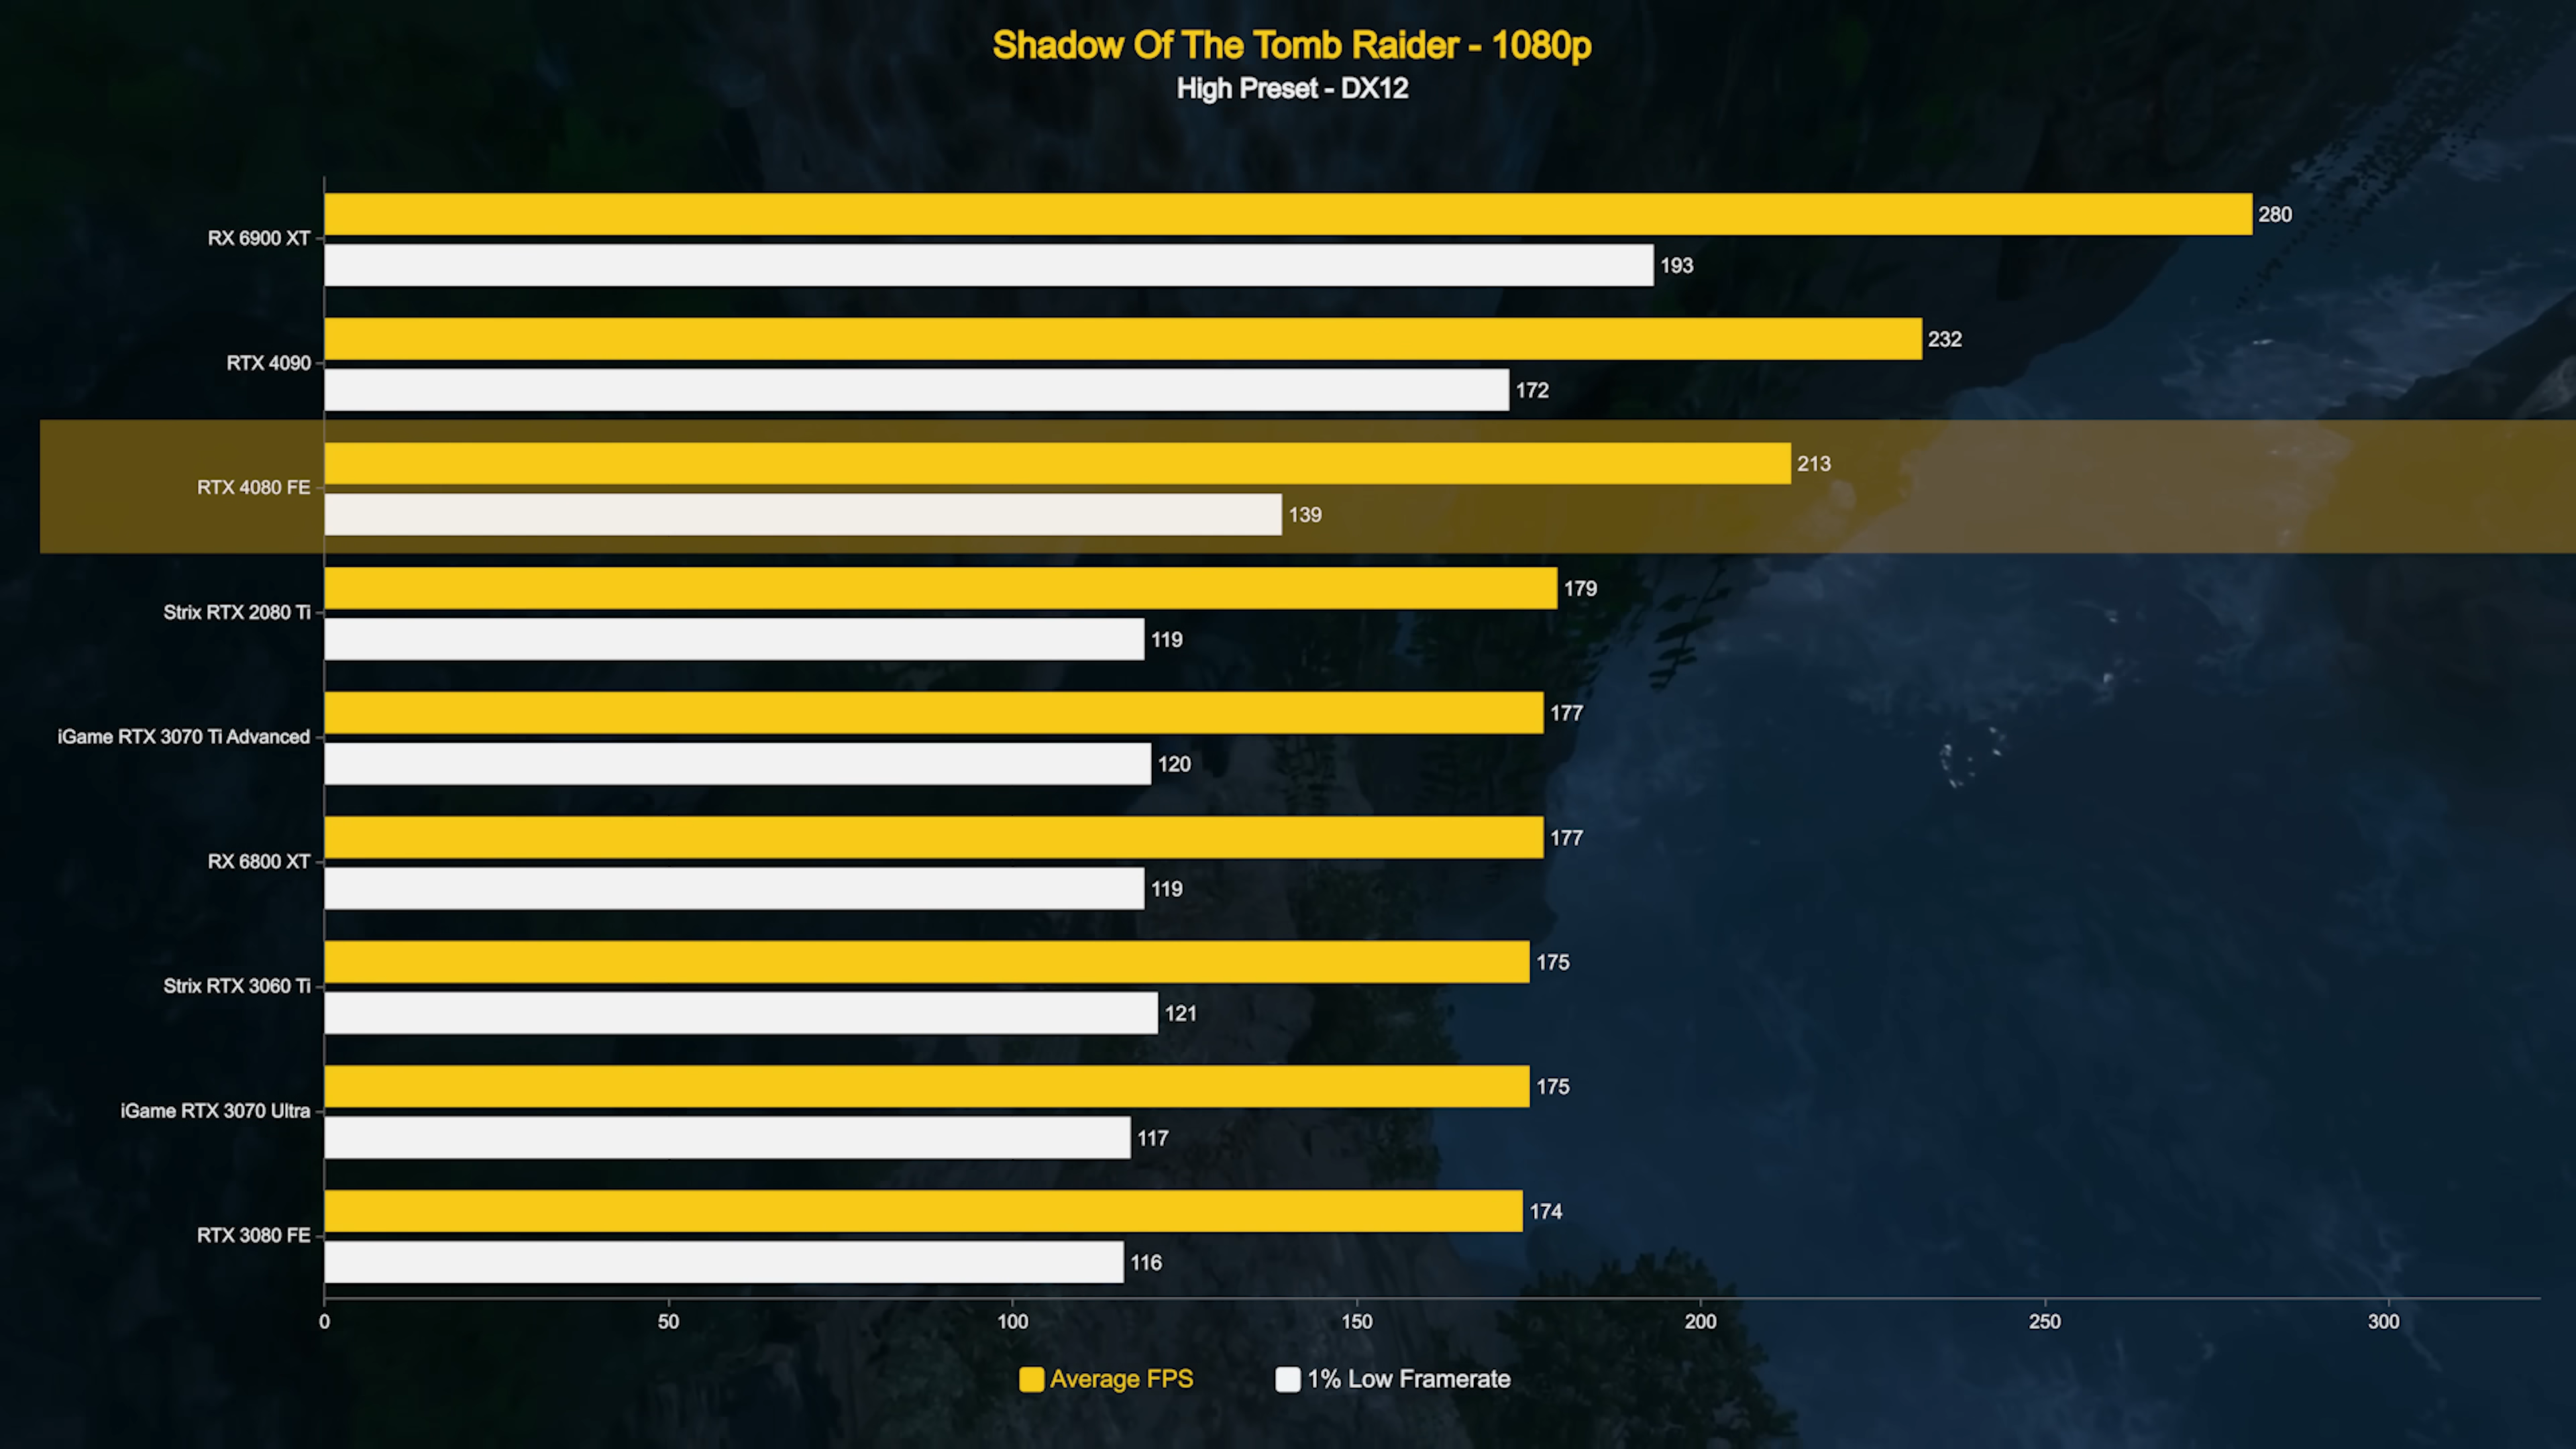 Shadow Of The Tomb Raider - 1080p
High Preset - DX12
280
RX 6900 XT
193
232
RTX 4090
172
213
RTX 4080 FE
139
179
Strix RTX 2080 Ti
119
177
iGame RTX 3070 Ti Advanced
120
177
RX 6800 XT
119
175
Strix RTX 3060 Ti
121
175
iGame RTX 3070 Ultra
117
174
RTX 3080 FE
116
0 50 100 150 200 250 300
Average FPS 1% Low Framerate